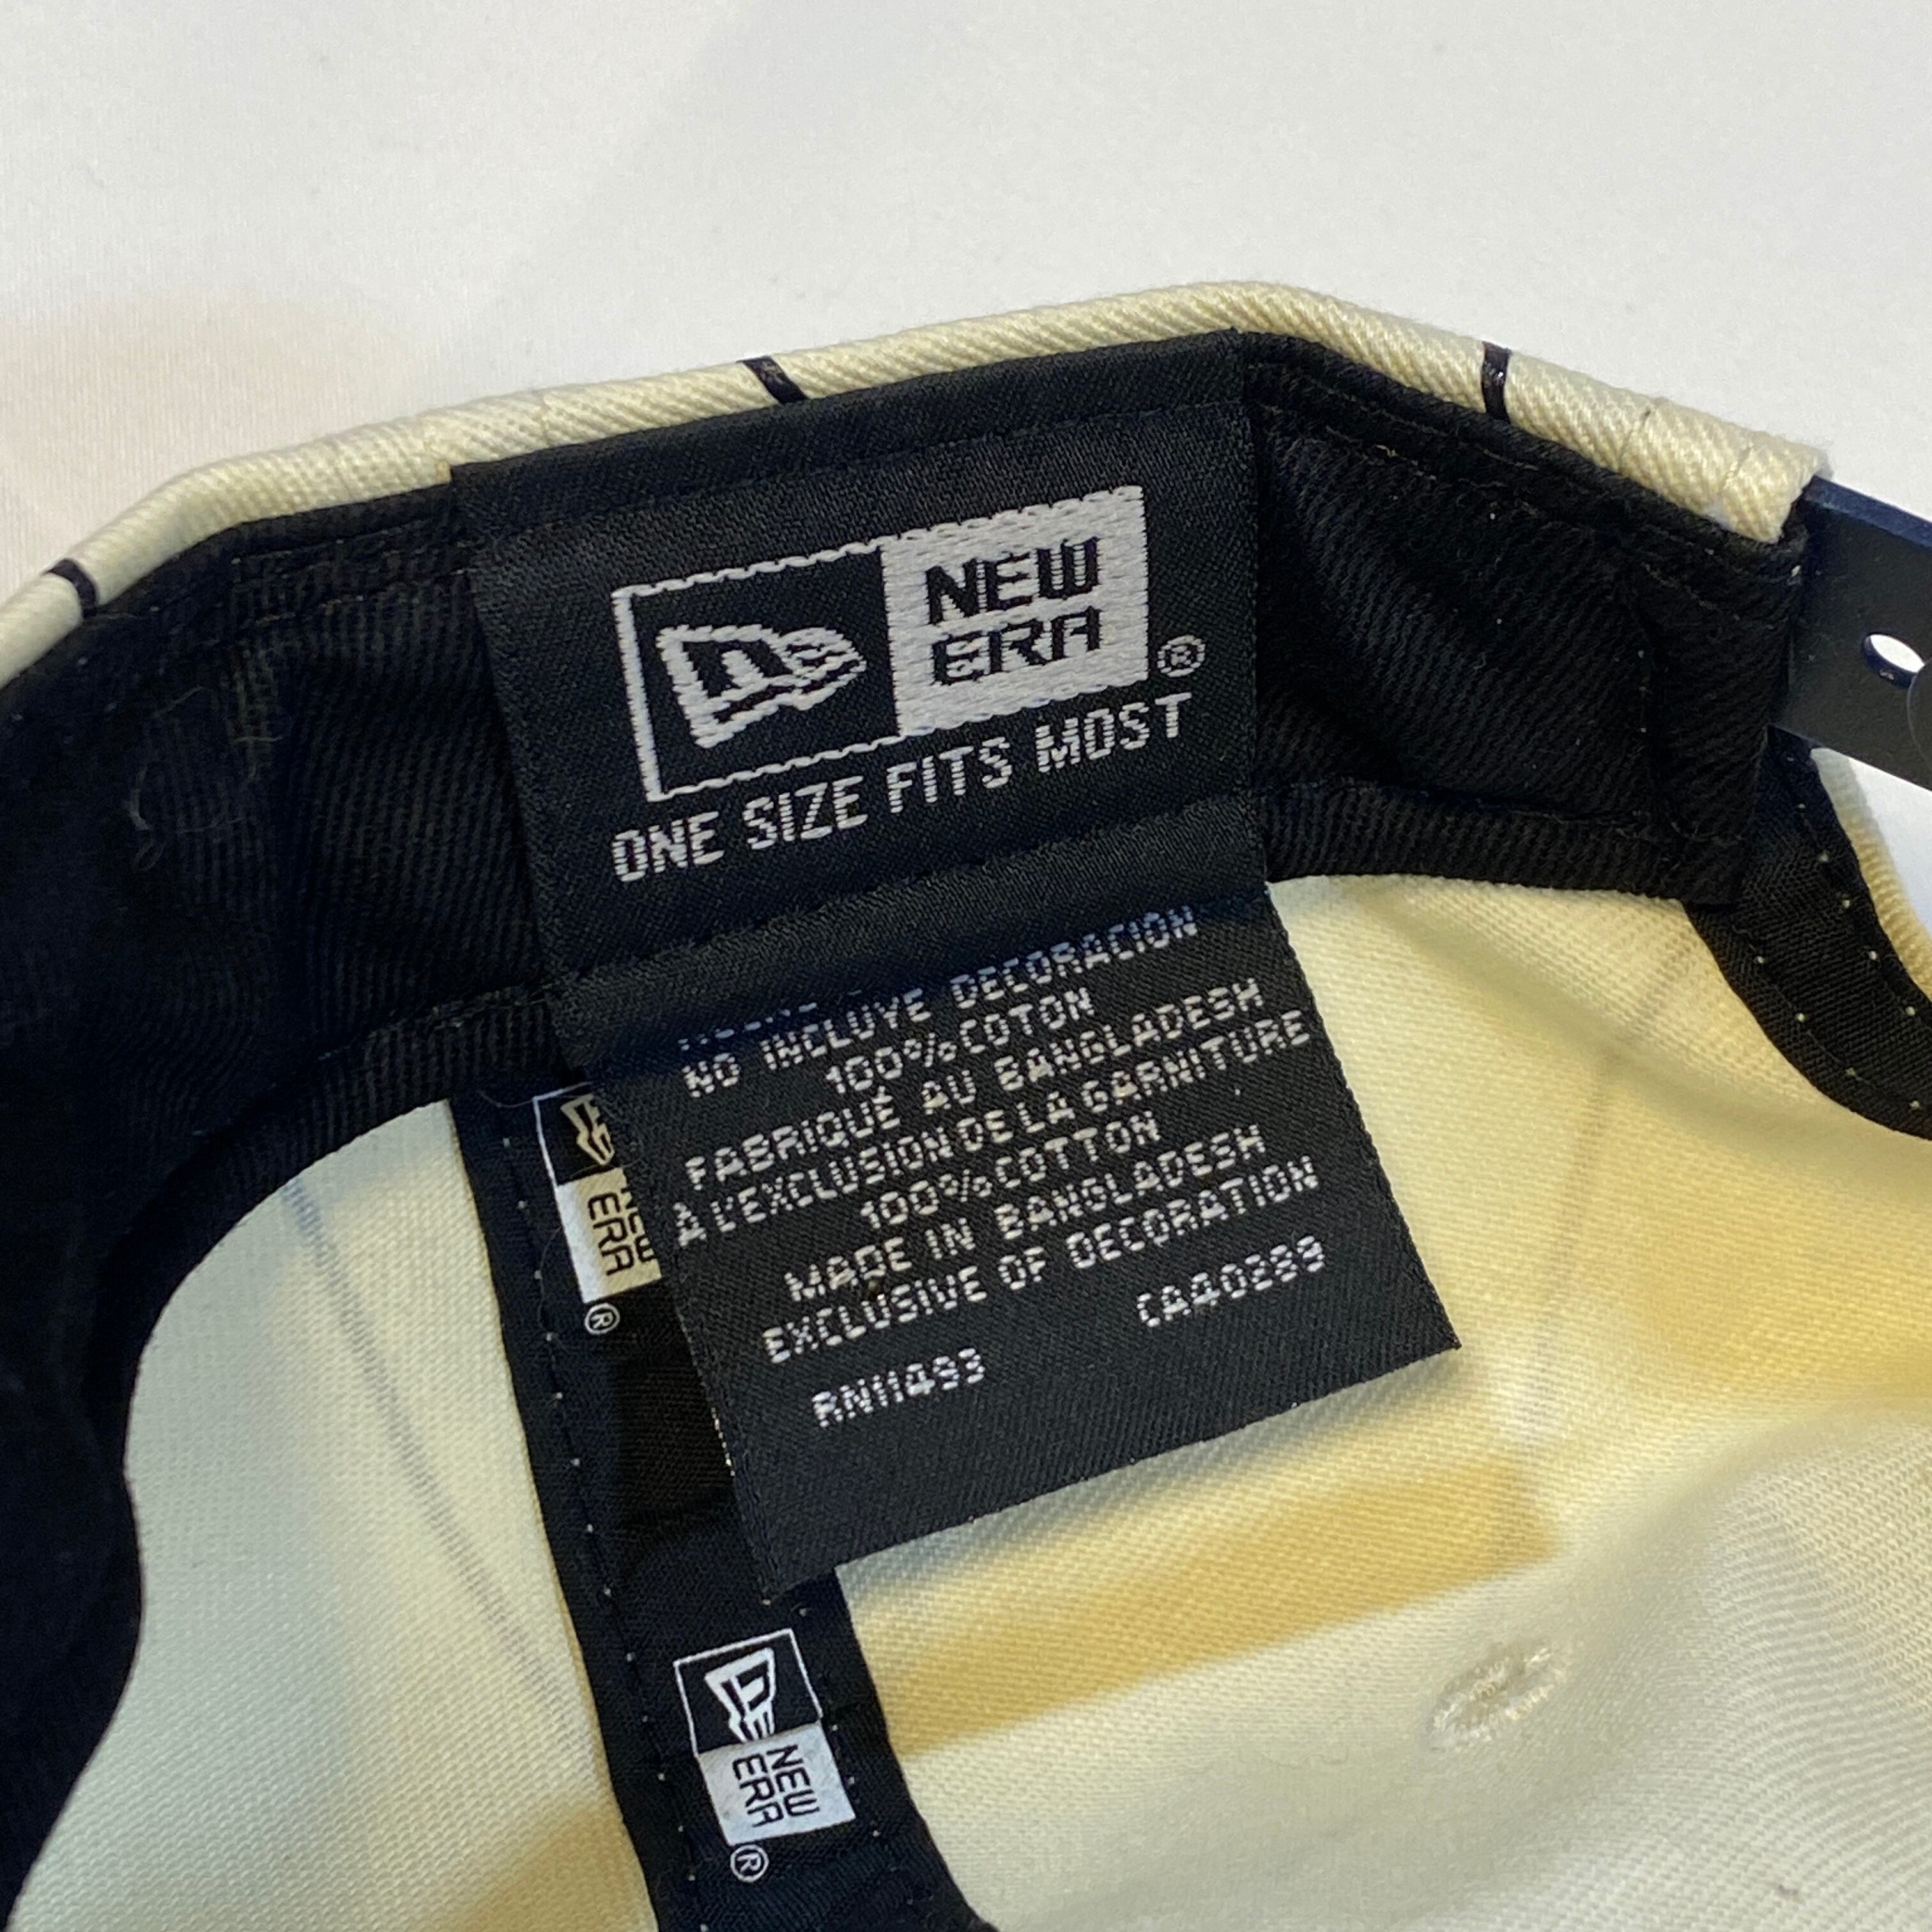 NEW
ERA
®
ONE SIZE FITS MOST
NO INCLUYE DECORACION
100% COTON
FABRIQUÉ AU BANGLADESH
A L'EXCLUSION DE LA GARNITURE
100% COTTON
MADE IN BANGLADESH
EXCLUSIVE OF DECORATION
RN11493 CA40289
NEW
ERA
®
NEW
ERA
®